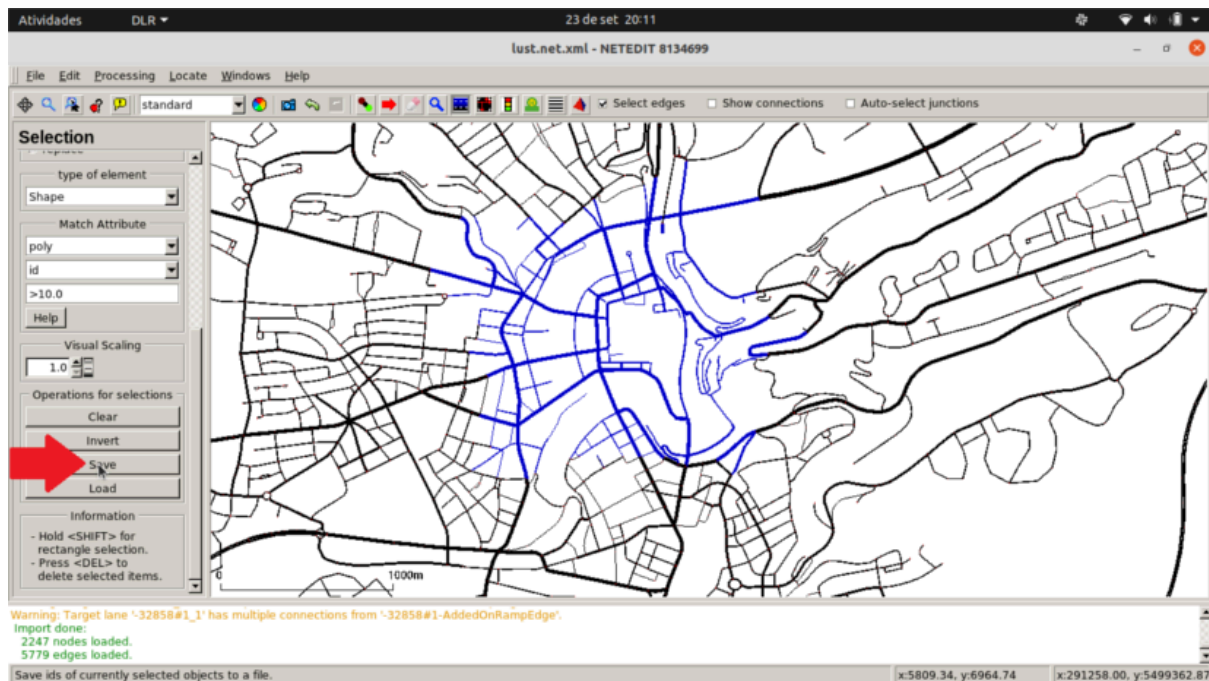 Atividades DLR 23 de set 20:11
lust.net.xml - NETEDIT 8134699
File Edit Processing Locate Windows Help
standard Select edges Show connections Auto-select junctions
Selection
replace
type of element
Shape
Match Attribute
poly
id
>10.0
Help
Visual Scaling
1.0
Operations for selections
Clear
Invert
Save
Load
Information
- Hold <SHIFT> for
rectangle selection.
- Press <DEL> to
delete selected items.
0 1000m
Warning: Target lane '-32858#1_1' has multiple connections from '-32858#1-AddedOnRampEdge'.
Import done:
2247 nodes loaded.
5779 edges loaded.
Save ids of currently selected objects to a file. x:5809.34, y:6964.74 x:291258.00, y:5499362.87